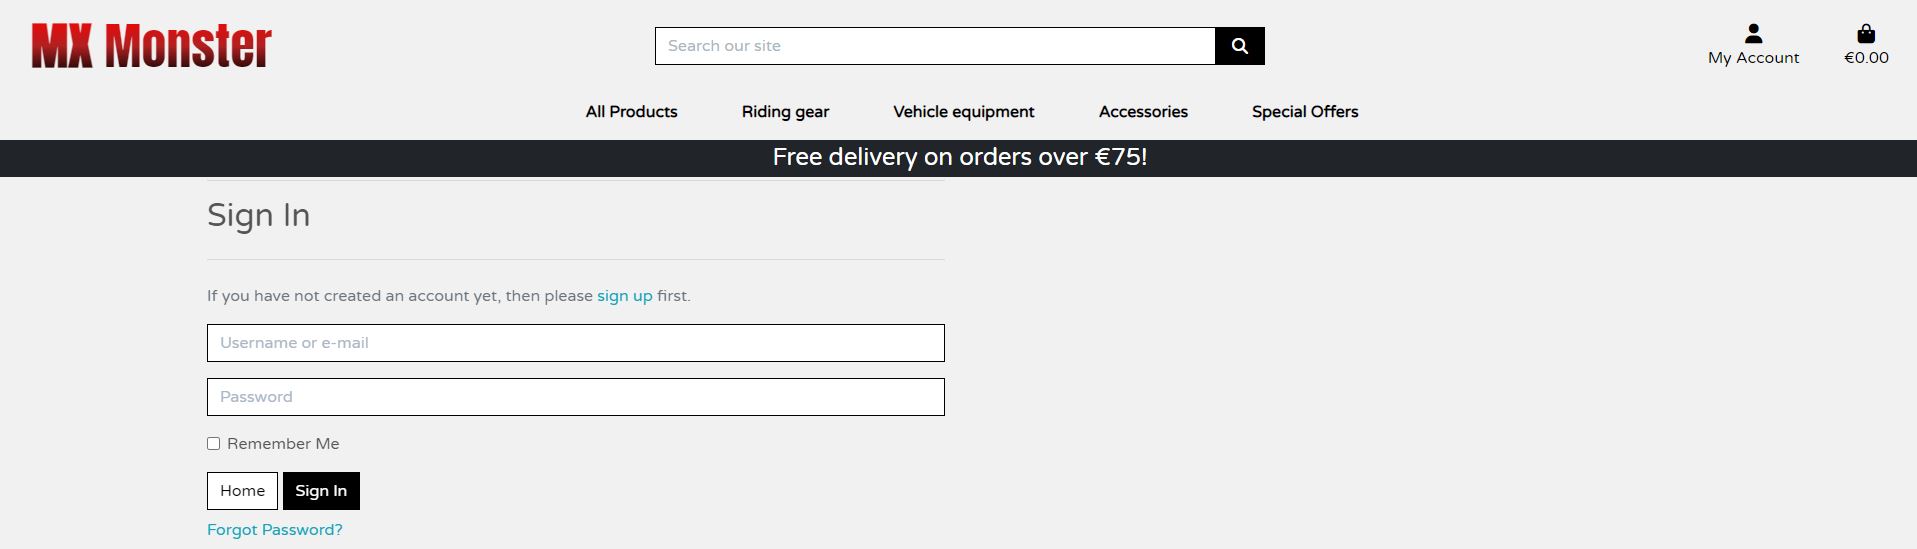 MX Monster
Search our site
My Account
€0.00
All Products
Riding gear
Vehicle equipment
Accessories
Special Offers
Free delivery on orders over €75!
Sign In
If you have not created an account yet, then please sign up first.
Username or e-mail
Password
Remember Me
Home
Sign In
Forgot Password?